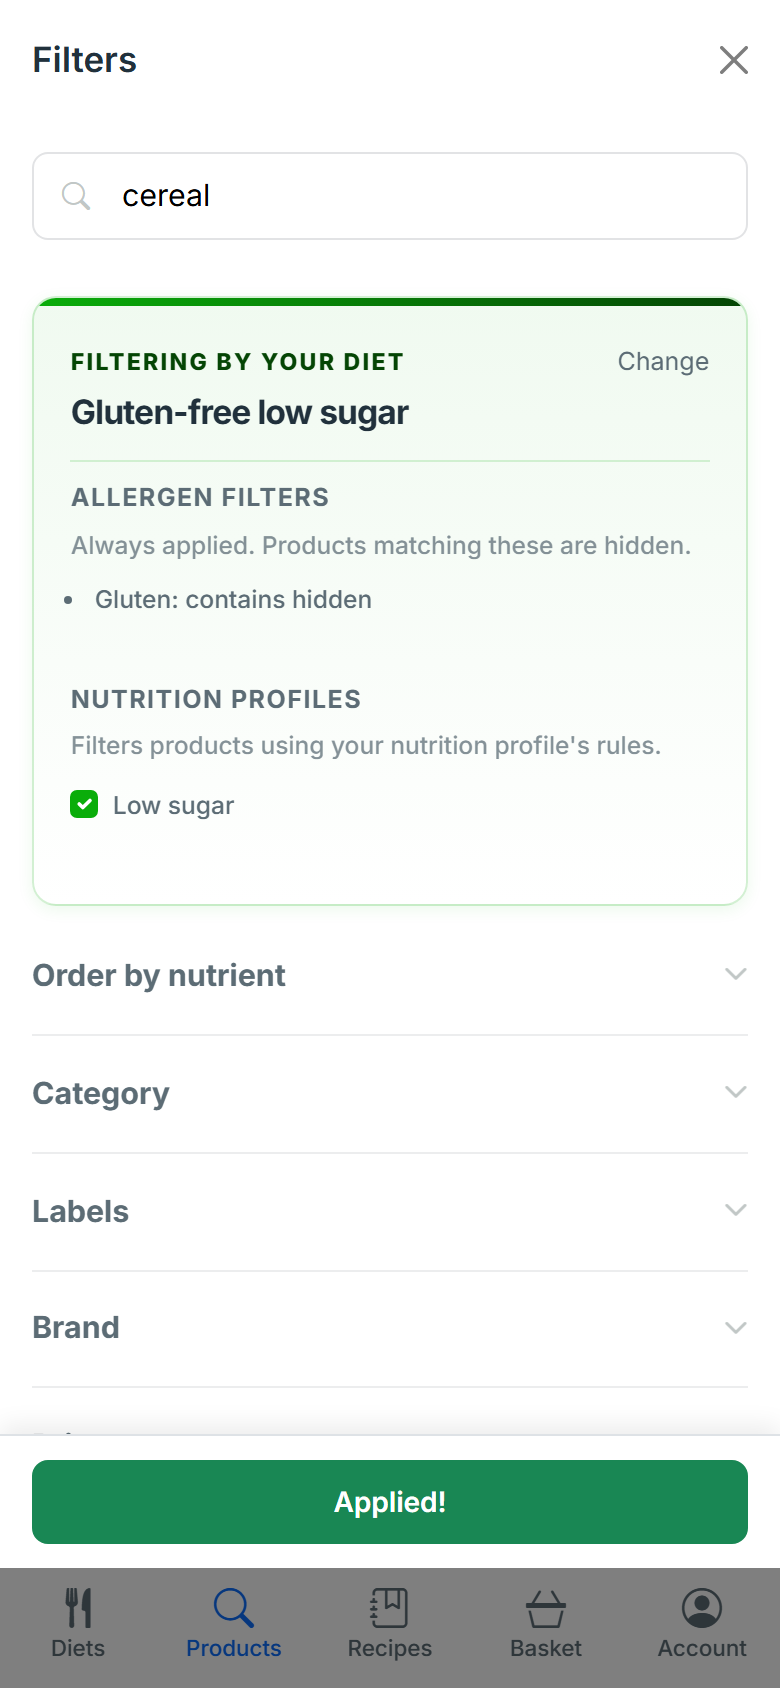 Filters
cereal
FILTERING BY YOUR DIET
Change
Gluten-free low sugar
ALLERGEN FILTERS
Always applied. Products matching these are hidden.
Gluten: contains hidden
NUTRITION PROFILES
Filters products using your nutrition profile's rules.
Low sugar
Order by nutrient
Category
Labels
Brand
Applied!
Diets
Products
Recipes
Basket
Account